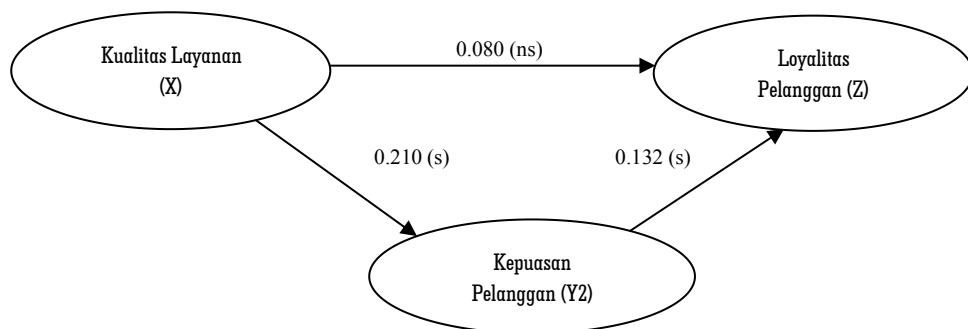 Kualitas Layanan
(X)
0.080 (ns)
Loyalitas
Pelanggan (Z)
0.210 (s)
0.132 (s)
Kepuasan
Pelanggan (Y2)